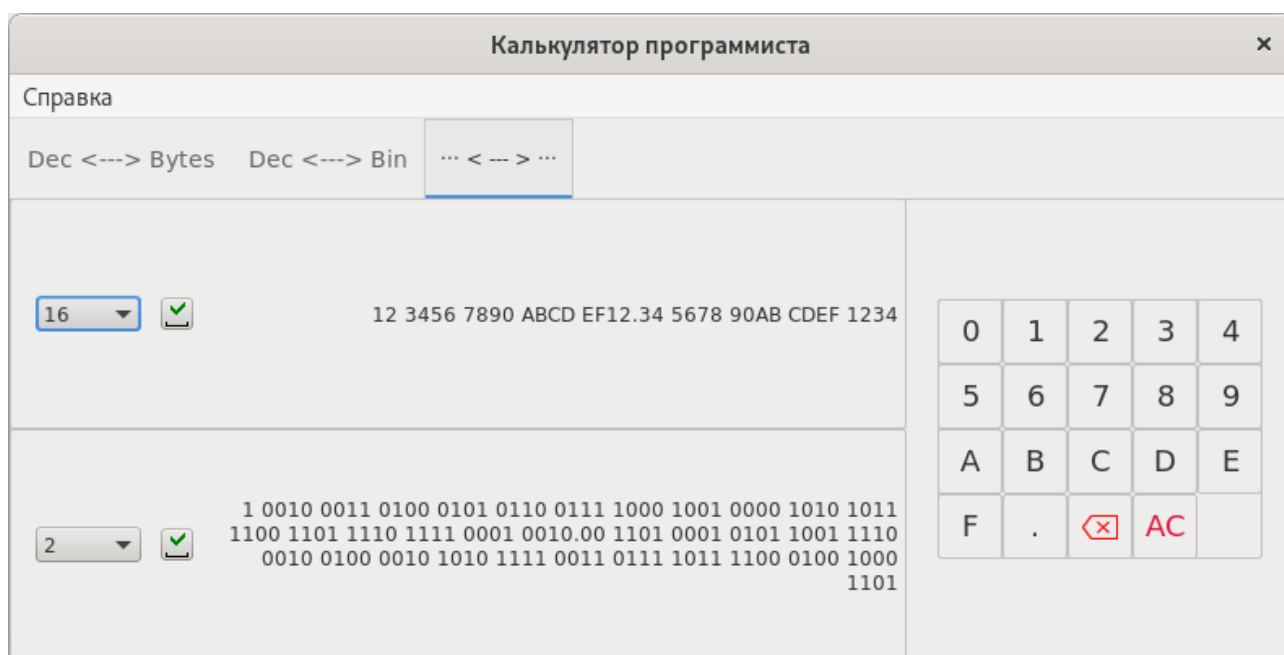 Калькулятор программиста ×
Справка
Dec <---> Bytes Dec <---> Bin ··· < --- > ···
16 12 3456 7890 ABCD EF12.34 5678 90AB CDEF 1234
0 1 2 3 4
5 6 7 8 9
A B C D E
F . AC
2
1 0010 0011 0100 0101 0110 0111 1000 1001 0000 1010 1011
1100 1101 1110 1111 0001 0010.00 1101 0001 0101 1001 1110
0010 0100 0010 1010 1111 0011 0111 1011 1100 0100 1000
1101